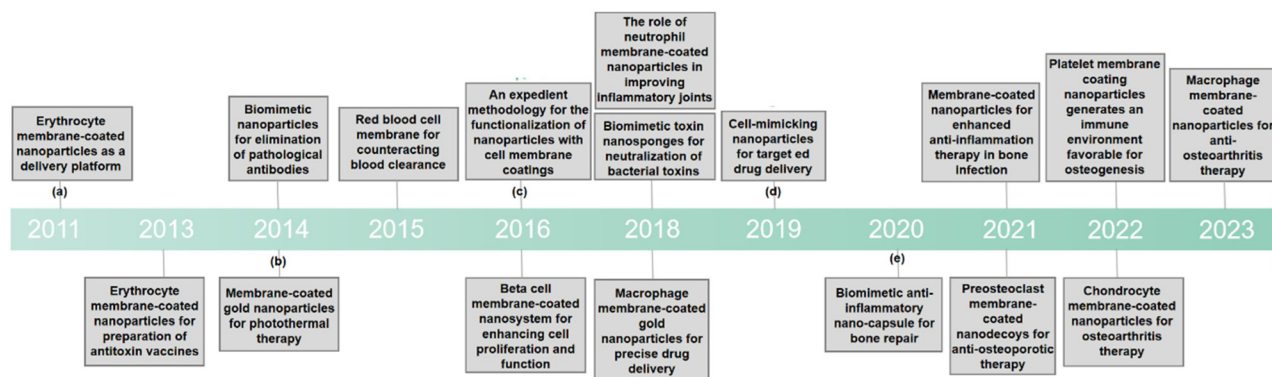 Erythrocyte
membrane-coated
nanoparticles as a
delivery platform
(a)
Biomimetic
nanoparticles
for elimination
of pathological
antibodies
Red blood cell
membrane for
counteracting
blood clearance
An expedient
methodology for the
functionalization of
nanoparticles with
cell membrane
coatings
(c)
The role of
neutrophil
membrane-coated
nanoparticles in
improving
inflammatory joints
Biomimetic toxin
nanosponges for
neutralization of
bacterial toxins
Cell-mimicking
nanoparticles
for target ed
drug delivery
(d)
Membrane-coated
nanoparticles for
enhanced
anti-inflammation
therapy in bone
infection
Platelet membrane
coating
nanoparticles
generates an
immune
environment
favorable for
osteogenesis
Macrophage
membrane-
coated
nanoparticles for
anti-
osteoarthritis
therapy
2011 2013 2014 2015 2016 2018 2019 2020 2021 2022 2023
Erythrocyte
membrane-coated
nanoparticles for
preparation of
antitoxin vaccines
(b)
Membrane-coated
gold nanoparticles
for photothermal
therapy
Beta cell
membrane-coated
nanosystem for
enhancing cell
proliferation and
function
Macrophage
membrane-coated
gold
nanoparticles for
precise drug
delivery
(e)
Biomimetic anti-
inflammatory
nano-capsule for
bone repair
Preosteoclast
membrane-
coated
nanodecoys for
anti-osteoporotic
therapy
Chondrocyte
membrane-coated
nanoparticles for
osteoarthritis
therapy